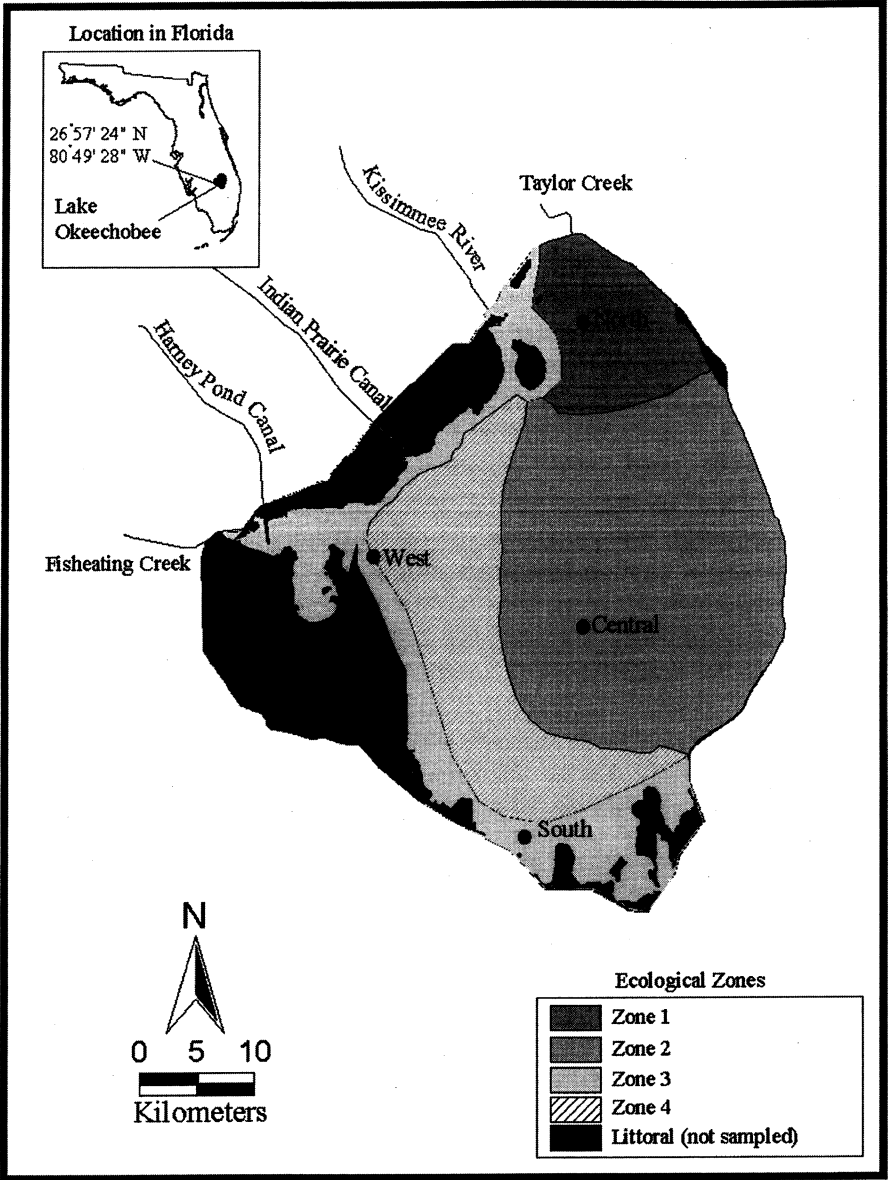 Location in Florida
26°57' 24" N
80°49' 28" W
Lake
Okeechobee
Kissimmee River
Taylor Creek
Indian Prairie Canal
Harney Pond Canal
North
Fisheating Creek
West
Central
South
N
0 5 10
Kilometers
Ecological Zones
Zone 1
Zone 2
Zone 3
Zone 4
Littoral (not sampled)